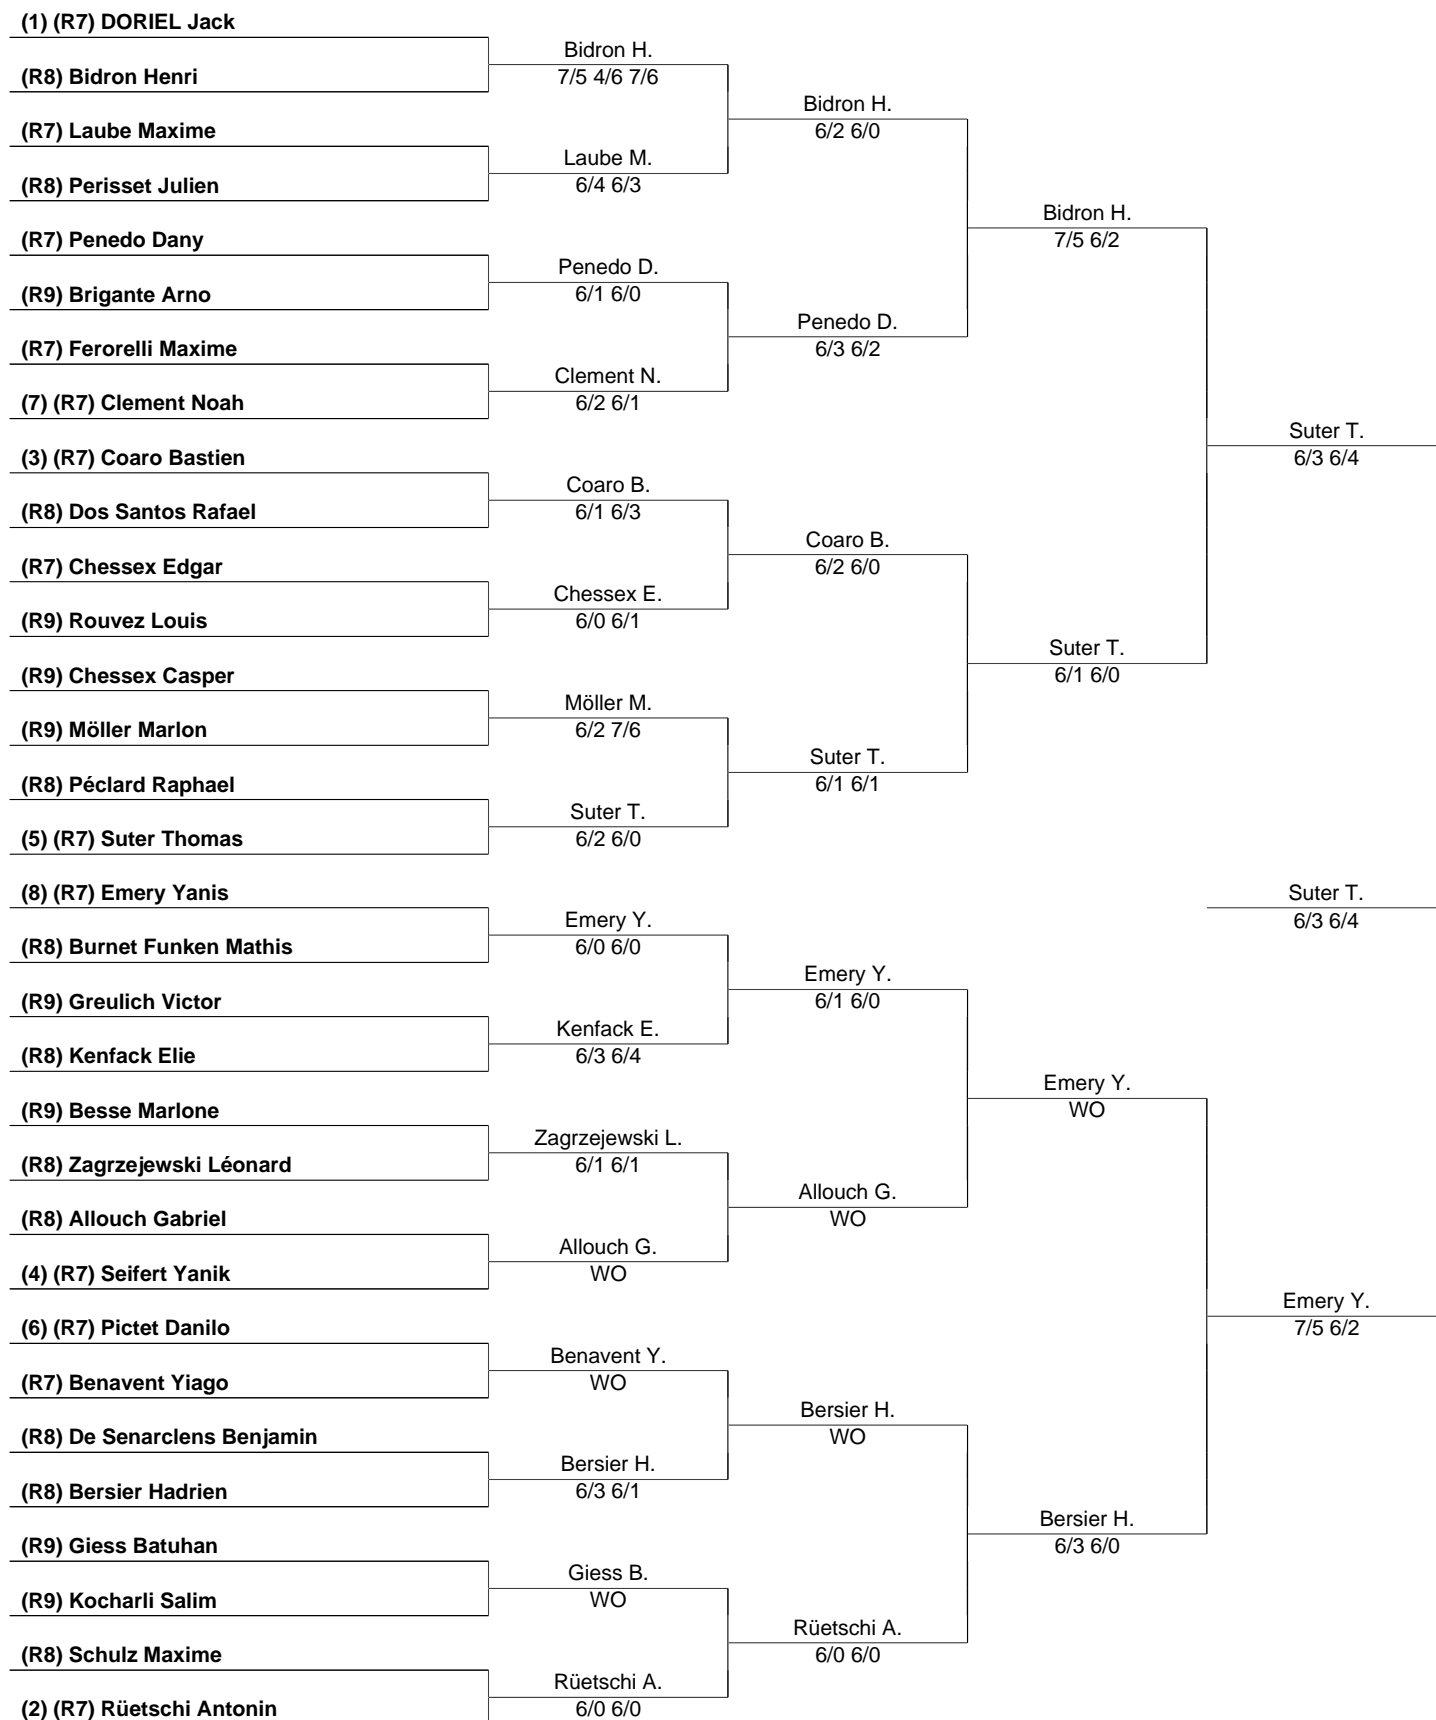 (1) (R7) DORIEL Jack
(R8) Bidron Henri
(R7) Laube Maxime
(R8) Perisset Julien
(R7) Penedo Dany
(R9) Brigante Arno
(R7) Ferorelli Maxime
(7) (R7) Clement Noah
(3) (R7) Coaro Bastien
(R8) Dos Santos Rafael
(R7) Chessex Edgar
(R9) Rouvez Louis
(R9) Chessex Casper
(R9) Möller Marlon
(R8) Péclard Raphael
(5) (R7) Suter Thomas
(8) (R7) Emery Yanis
(R8) Burnet Funken Mathis
(R9) Greulich Victor
(R8) Kenfack Elie
(R9) Besse Marlone
(R8) Zagrzejewski Léonard
(R8) Allouch Gabriel
(4) (R7) Seifert Yanik
(6) (R7) Pictet Danilo
(R7) Benavent Yiago
(R8) De Senarclens Benjamin
(R8) Bersier Hadrien
(R9) Giess Batuhan
(R9) Kocharli Salim
(R8) Schulz Maxime
(2) (R7) Rüetschi Antonin
Bidron H.
7/5 4/6 7/6
Laube M.
6/4 6/3
Penedo D.
6/1 6/0
Clement N.
6/2 6/1
Coaro B.
6/1 6/3
Chessex E.
6/0 6/1
Möller M.
6/2 7/6
Suter T.
6/2 6/0
Emery Y.
6/0 6/0
Kenfack E.
6/3 6/4
Zagrzejewski L.
6/1 6/1
Allouch G.
WO
Benavent Y.
WO
Bersier H.
6/3 6/1
Giess B.
WO
Rüetschi A.
6/0 6/0
Bidron H.
6/2 6/0
Penedo D.
6/3 6/2
Coaro B.
6/2 6/0
Suter T.
6/1 6/1
Emery Y.
6/1 6/0
Allouch G.
WO
Bersier H.
WO
Rüetschi A.
6/0 6/0
Bidron H.
7/5 6/2
Suter T.
6/1 6/0
Emery Y.
WO
Bersier H.
6/3 6/0
Suter T.
6/3 6/4
Suter T.
6/3 6/4
Emery Y.
7/5 6/2